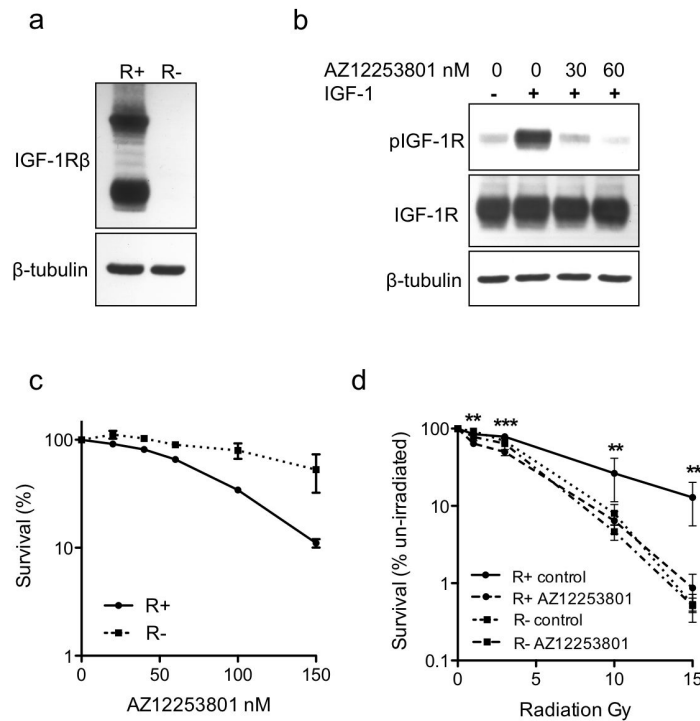 a
R+ R-
IGF-1Rβ
β-tubulin
b
AZ12253801 nM 0 0 30 60
IGF-1 - + + +
pIGF-1R
IGF-1R
β-tubulin
c
Survival (%)
100
10
1
0 50 100 150
AZ12253801 nM
R+
R-
d
Survival (% un-irradiated)
100
10
1
0.1
** *** ** **
R+ control
R+ AZ12253801
R- control
R- AZ12253801
0 5 10 15
Radiation Gy